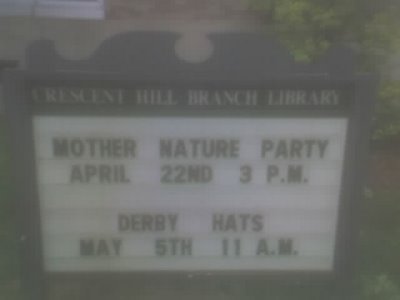 CRESCENT HILL BRANCH LIBRARY
MOTHER NATURE PARTY
APRIL 22ND 3 P.M.
DERBY HATS
MAY 5TH 11 A.M.